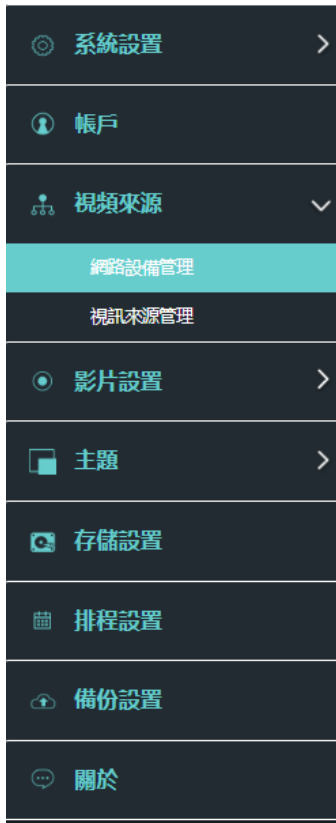 系統設置
帳戶
視頻來源
網路設備管理
視訊來源管理
影片設置
主題
存儲設置
排程設置
備份設置
關於